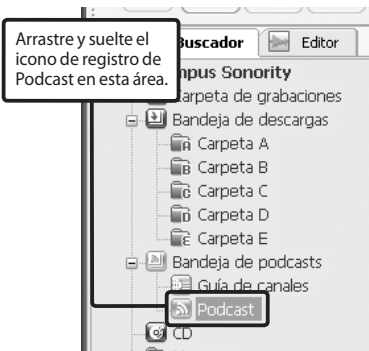 Arrastre y suelte el
icono de registro de
Podcast en esta área.
Buscador Editor
Sonority
Carpeta de grabaciones
Bandeja de descargas
Carpeta A
Carpeta B
Carpeta C
Carpeta D
Carpeta E
Bandeja de podcasts
Guía de canales
Podcast
CD